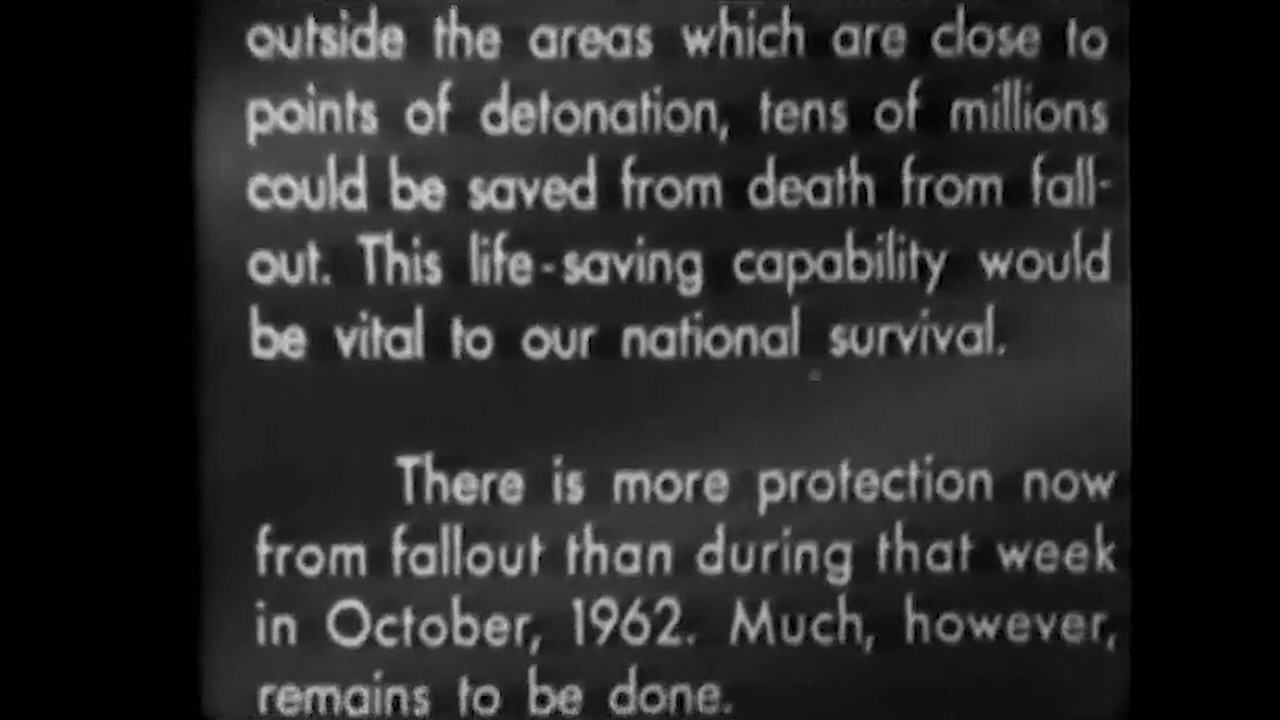 outside the areas which are close to
points of detonation, tens of millions
could be saved from death from fall-
out. This life-saving capability would
be vital to our national survival.
There is more protection now
from fallout than during that week
in October, 1962. Much, however,
remains to be done.